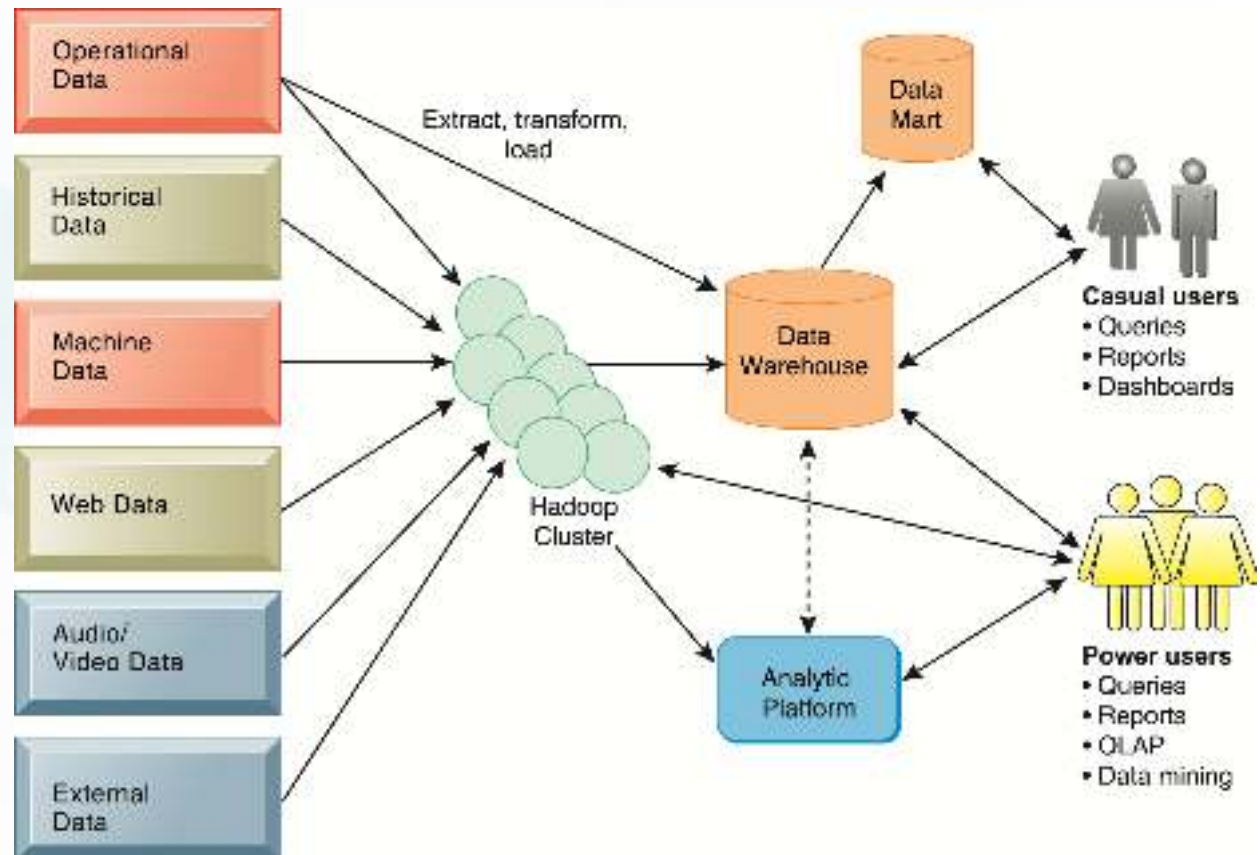 Operational
Data
Historical
Data
Machine
Data
Web Data
Audio/
Video Data
External
Data
Extract, transform,
load
Hadoop
Cluster
Data
Mart
Data
Warehouse
Analytic
Platform
Casual users
• Queries
• Reports
• Dashboards
Power users
• Queries
• Reports
• OLAP
• Data mining